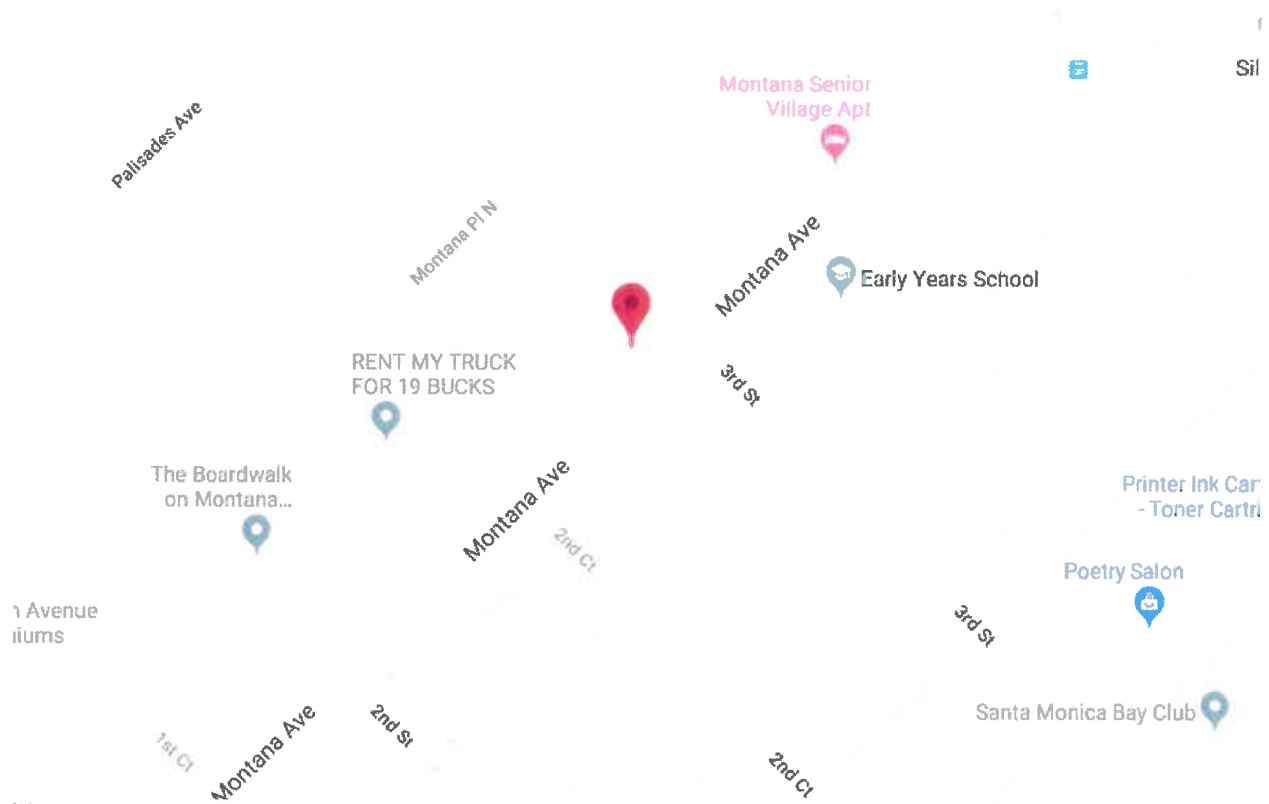 Montana Senior
Village Apt
Sil
Palisades Ave
Montana Pl N
Montana Ave
Early Years School
RENT MY TRUCK
FOR 19 BUCKS
3rd St
The Boardwalk
on Montana...
Montana Ave
2nd Ct
Printer Ink Car
- Toner Cartri
Poetry Salon
Avenue
iums
3rd St
Santa Monica Bay Club
1st Ct
Montana Ave
2nd St
2nd Ct